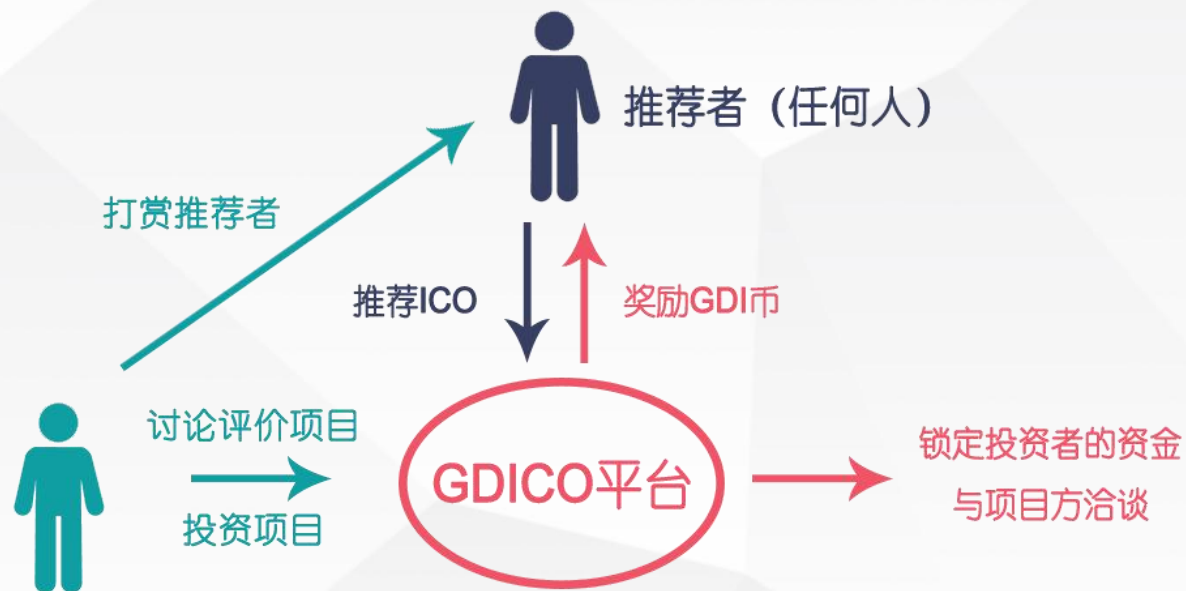 推荐者（任何人）
打赏推荐者
推荐ICO
奖励GDI币
讨论评价项目
投资项目
GDICO平台
锁定投资者的资金
与项目方洽谈